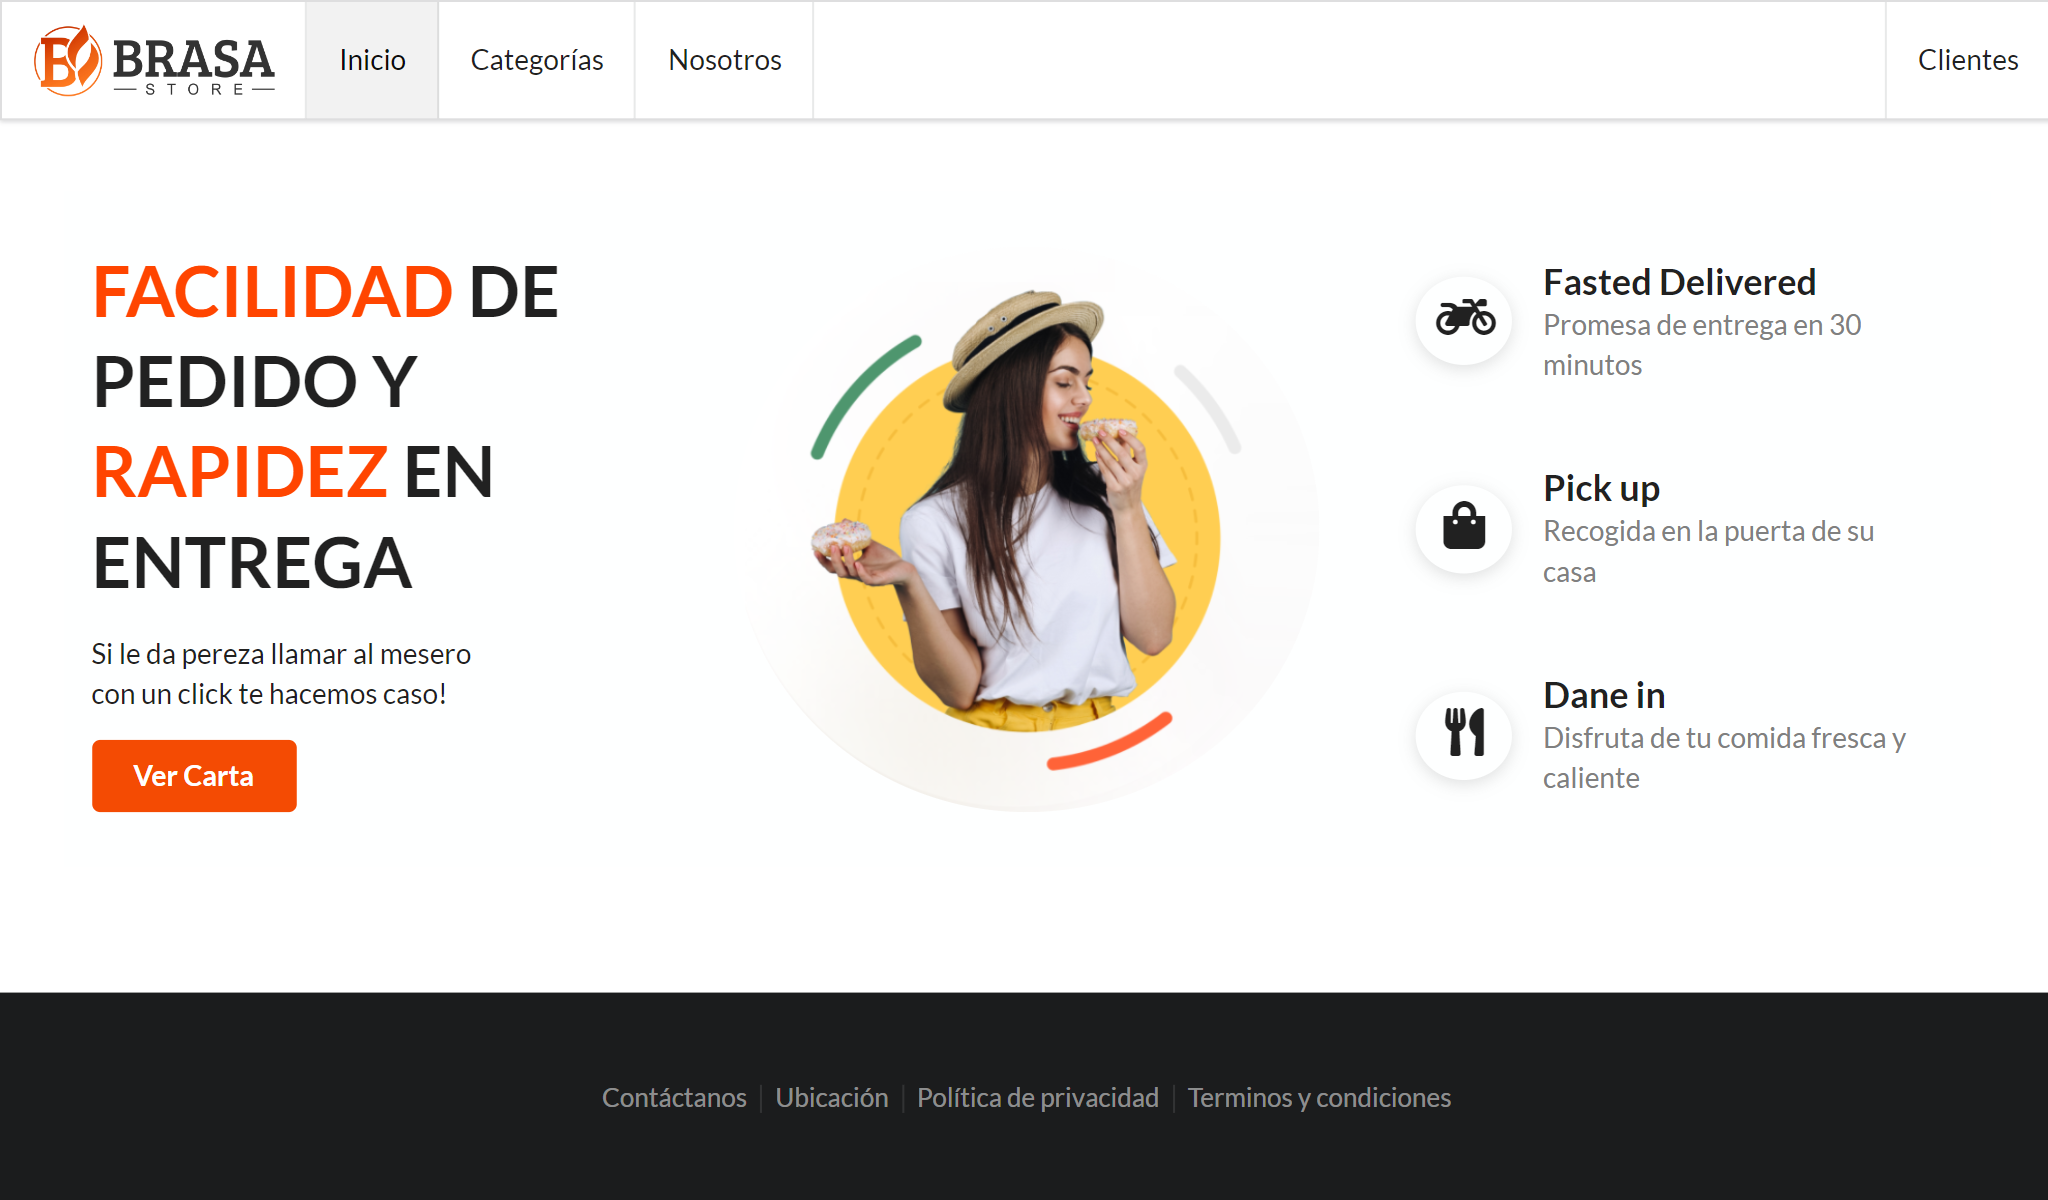 BRASA
STORE
Inicio
Categorías
Nosotros
Clientes
FACILIDAD DE
PEDIDO Y
RAPIDEZ EN
ENTREGA
Si le da pereza llamar al mesero
con un click te hacemos caso!
Ver Carta
Fasted Delivered
Promesa de entrega en 30
minutos
Pick up
Recogida en la puerta de su
casa
Dane in
Disfruta de tu comida fresca y
caliente
Contáctanos
Ubicación
Política de privacidad
Terminos y condiciones